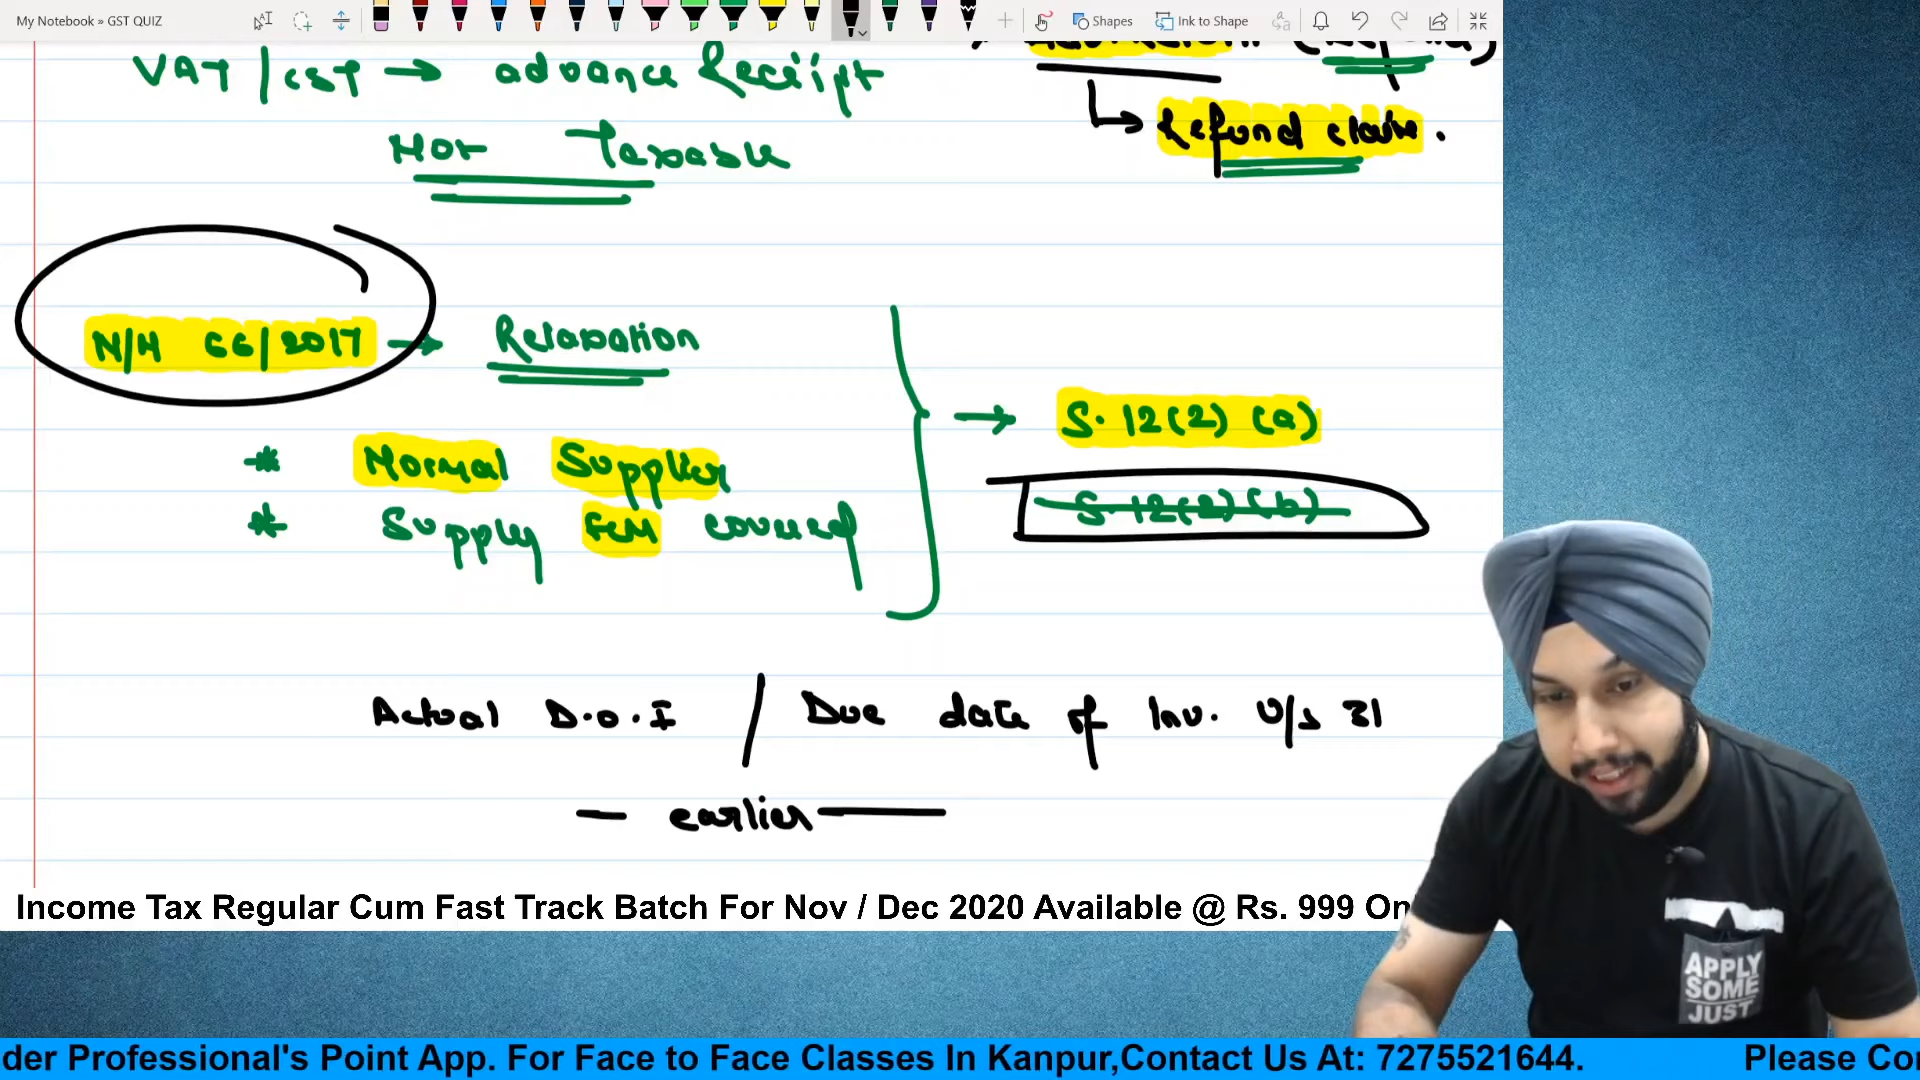 My Notebook » GST QUIZ
Shapes
Ink to Shape
VAT / CST → advance Receipt
Not Taxable
↳ Refund claim.
N/N 66/2017 → Relaxation
* Normal Supplier
* Supply FCM covered
→ S. 12(2) (a)
S. 12(2) (b)
Actual D.O.I / Due date of Inv. U/s 31
— earlier —
Income Tax Regular Cum Fast Track Batch For Nov / Dec 2020 Available @ Rs. 999 On
APPLY
SOME
JUST
der Professional's Point App. For Face to Face Classes In Kanpur,Contact Us At: 7275521644.
Please Co